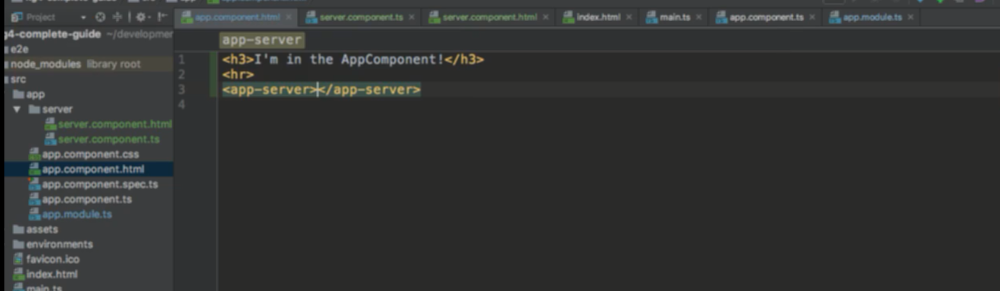 Project
app.component.html
server.component.ts
server.component.html
index.html
main.ts
app.component.ts
app.module.ts
g4-complete-guide ~/developmen
e2e
node_modules library root
src
app
server
server.component.html
server.component.ts
app.component.css
app.component.html
app.component.spec.ts
app.component.ts
app.module.ts
assets
environments
favicon.ico
index.html
main.ts
app-server
1 <h3>I'm in the AppComponent!</h3>
2 <hr>
3 <app-server></app-server>
4